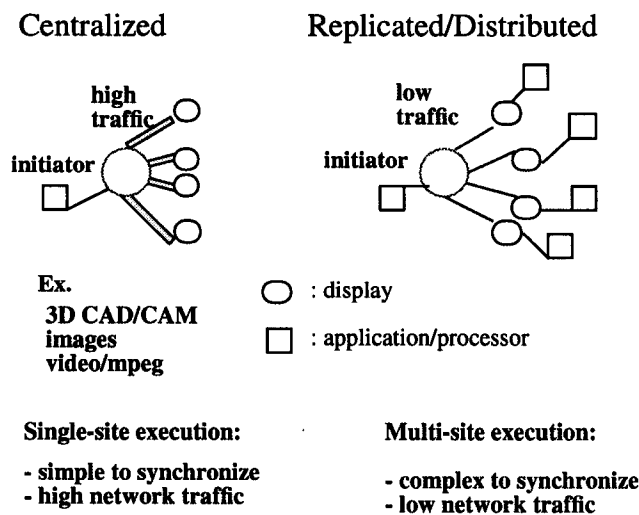 Centralized
Replicated/Distributed
high
traffic
initiator
low
traffic
initiator
Ex.
3D CAD/CAM
images
video/mpeg
: display
: application/processor
Single-site execution:
- simple to synchronize
- high network traffic
Multi-site execution:
- complex to synchronize
- low network traffic